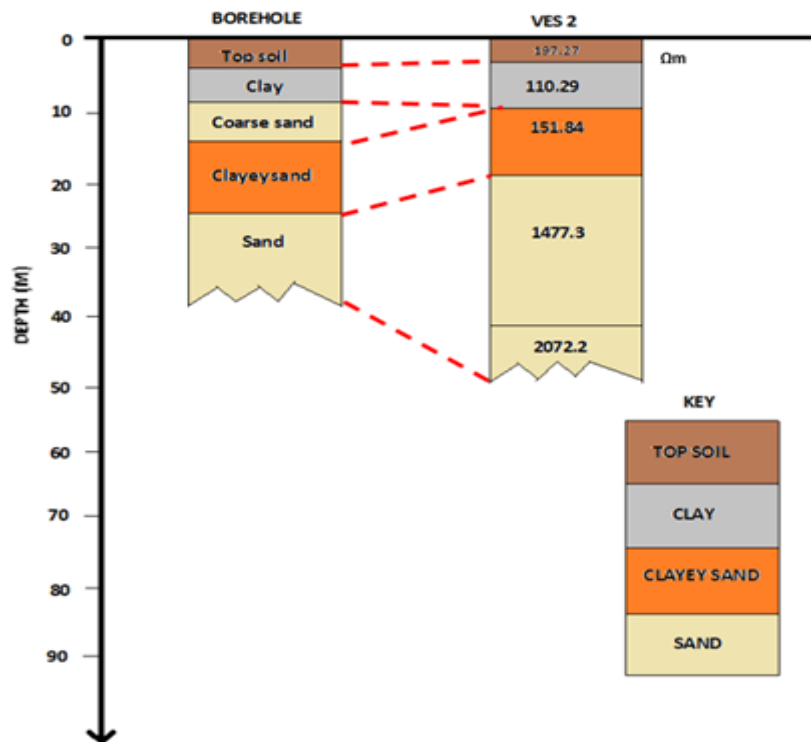 BOREHOLE
VES 2
0
Top soil
197.27
Ωm
Clay
110.29
10
Coarse sand
151.84
Clayeysand
20
Sand
1477.3
30
DEPTH (M)
40
2072.2
50
KEY
60
TOP SOIL
70
CLAY
80
CLAYEY SAND
90
SAND